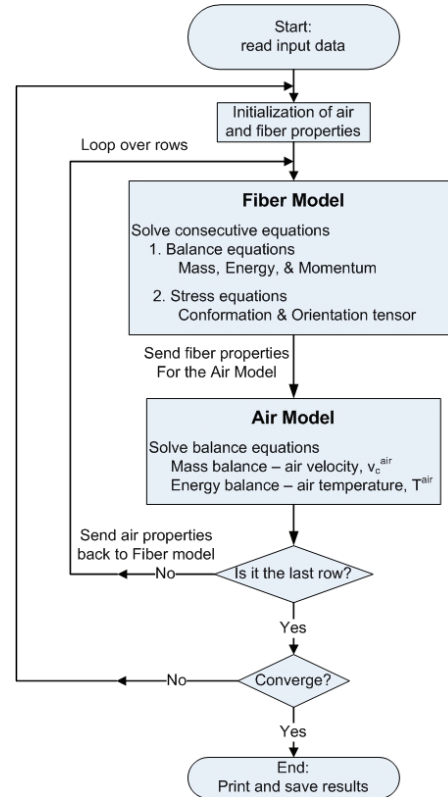 Start:
read input data
Initialization of air
and fiber properties
Loop over rows
Fiber Model
Solve consecutive equations
1. Balance equations
Mass, Energy, & Momentum
2. Stress equations
Conformation & Orientation tensor
Send fiber properties
For the Air Model
Air Model
Solve balance equations
Mass balance – air velocity, v_c^air
Energy balance – air temperature, T^air
Send air properties
back to Fiber model
No
Is it the last row?
Yes
No
Converge?
Yes
End:
Print and save results